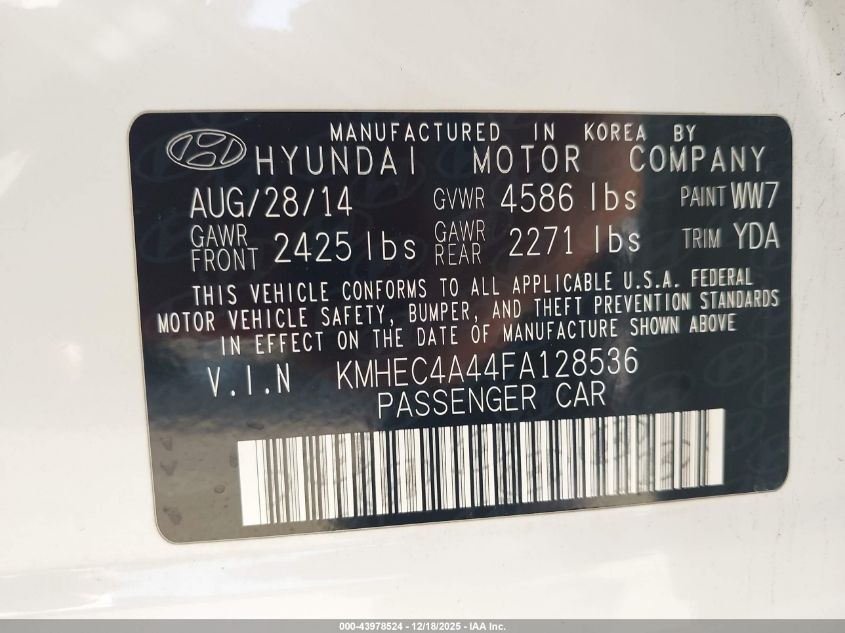 MANUFACTURED IN KOREA BY
HYUNDAI MOTOR COMPANY
AUG/28/14 GVWR 4586 lbs PAINT WW7
GAWR FRONT 2425 lbs GAWR REAR 2271 lbs TRIM YDA
THIS VEHICLE CONFORMS TO ALL APPLICABLE U.S.A. FEDERAL
MOTOR VEHICLE SAFETY, BUMPER, AND THEFT PREVENTION STANDARDS
IN EFFECT ON THE DATE OF MANUFACTURE SHOWN ABOVE
V.I.N KMHEC4A44FA128536
PASSENGER CAR
000-43978524 | 12/18/2025 - IAA Inc.